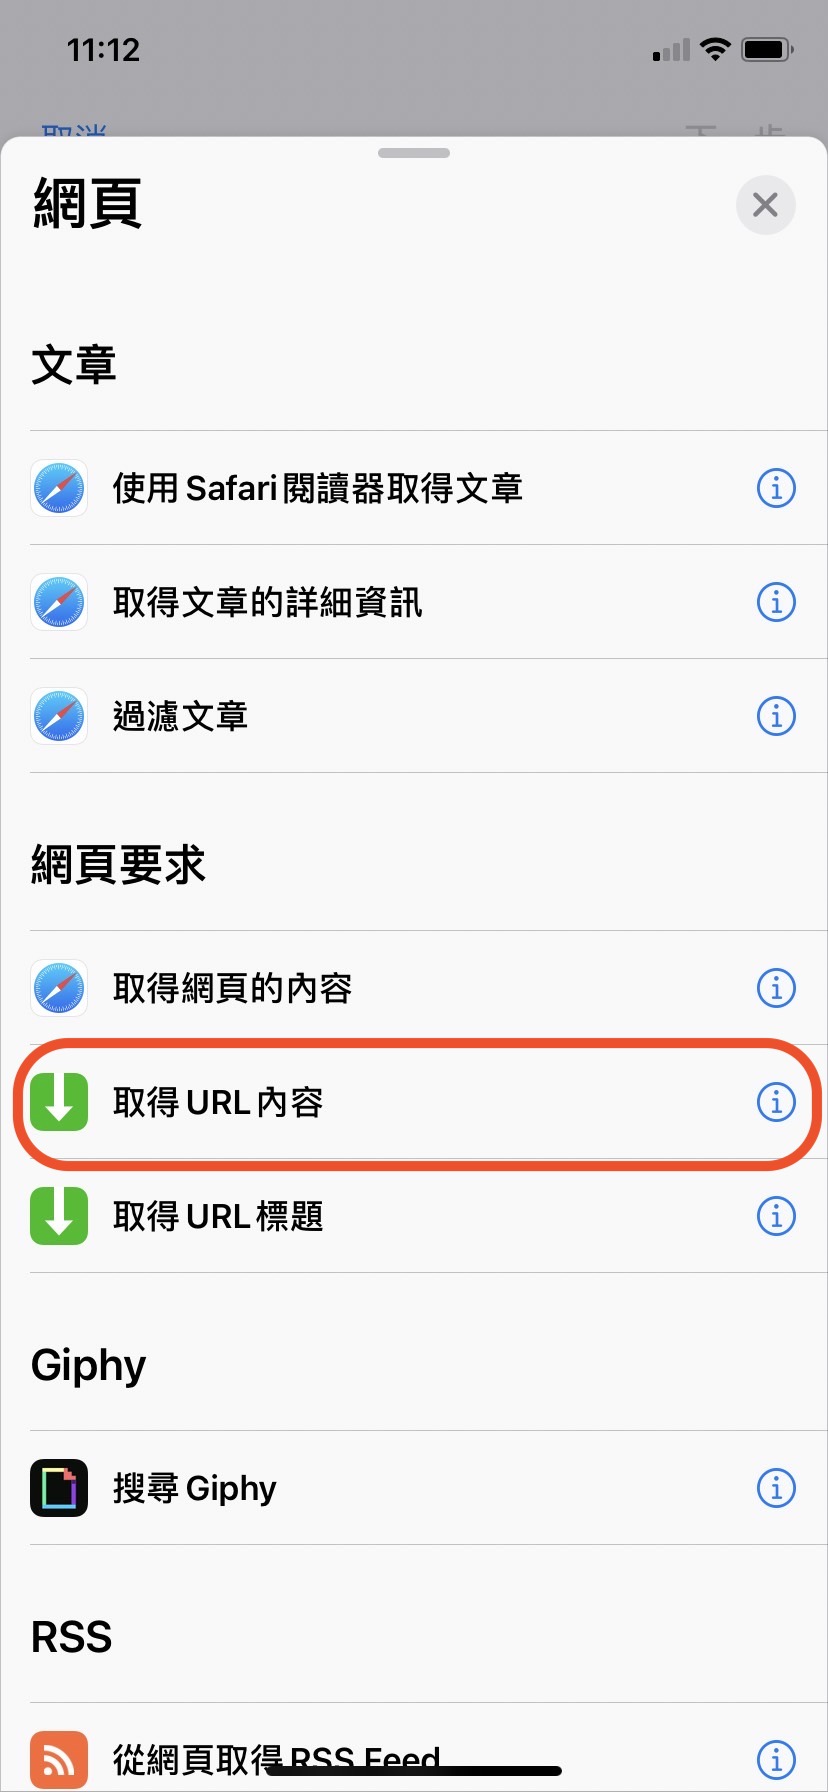 11:12
取消
下一步
網頁
文章
使用 Safari 閱讀器取得文章
取得文章的詳細資訊
過濾文章
網頁要求
取得網頁的內容
取得 URL 內容
取得 URL 標題
Giphy
搜尋 Giphy
RSS
從網頁取得 RSS Feed